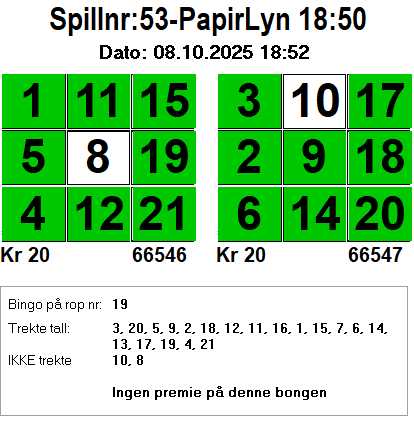 Spillnr:53-PapirLyn 18:50
Dato: 08.10.2025 18:52
1 11 15 3 10 17
5 8 19 2 9 18
4 12 21 6 14 20
Kr 20 66546 Kr 20 66547
Bingo på rop nr: 19
Trekte tall: 3, 20, 5, 9, 2, 18, 12, 11, 16, 1, 15, 7, 6, 14,
13, 17, 19, 4, 21
IKKE trekte 10, 8
Ingen premie på denne bongen